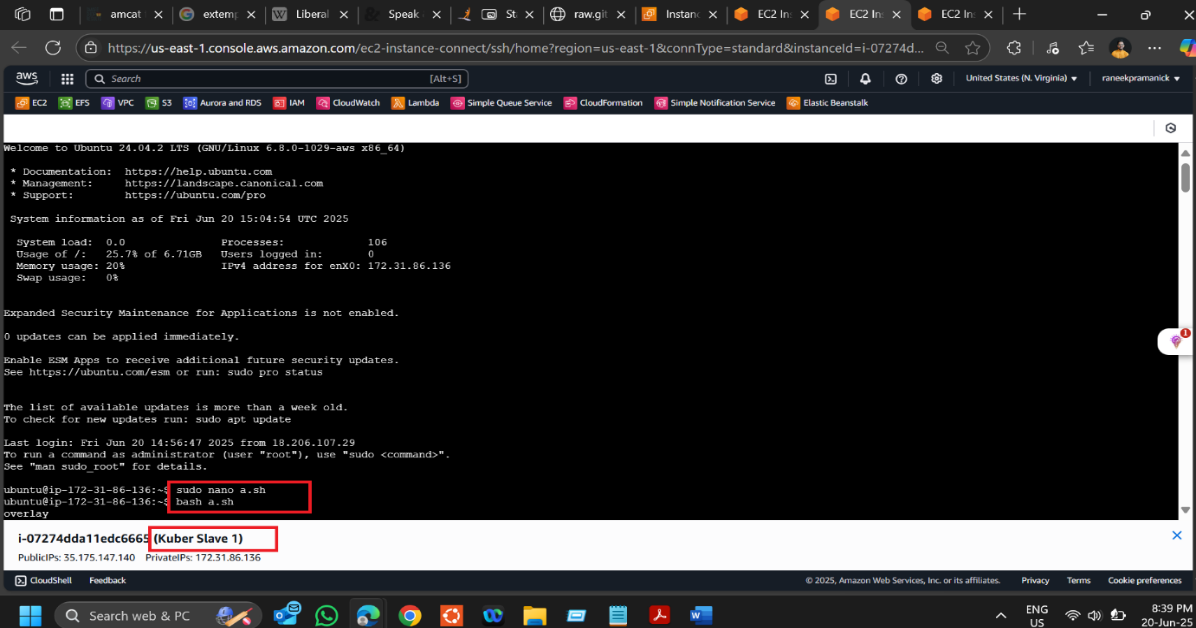 amcat
extemp
Liberal
Speak
St
raw.git
Instanc
EC2 In
EC2 In
EC2 In
https://us-east-1.console.aws.amazon.com/ec2-instance-connect/ssh/home?region=us-east-1&connType=standard&instanceId=i-07274d...
aws
Search
[Alt+S]
United States (N. Virginia)
raneekpramanick
EC2
EFS
VPC
S3
Aurora and RDS
IAM
CloudWatch
Lambda
Simple Queue Service
CloudFormation
Simple Notification Service
Elastic Beanstalk
Welcome to Ubuntu 24.04.2 LTS (GNU/Linux 6.8.0-1029-aws x86_64)
* Documentation: https://help.ubuntu.com
* Management: https://landscape.canonical.com
* Support: https://ubuntu.com/pro
System information as of Fri Jun 20 15:04:54 UTC 2025
System load: 0.0 Processes: 106
Usage of /: 25.7% of 6.71GB Users logged in: 0
Memory usage: 20% IPv4 address for enX0: 172.31.86.136
Swap usage: 0%
Expanded Security Maintenance for Applications is not enabled.
0 updates can be applied immediately.
Enable ESM Apps to receive additional future security updates.
See https://ubuntu.com/esm or run: sudo pro status
The list of available updates is more than a week old.
To check for new updates run: sudo apt update
Last login: Fri Jun 20 14:56:47 2025 from 18.206.107.29
To run a command as administrator (user "root"), use "sudo <command>".
See "man sudo_root" for details.
ubuntu@ip-172-31-86-136:~$ sudo nano a.sh
ubuntu@ip-172-31-86-136:~$ bash a.sh
overlay
1
i-07274dda11edc6665 (Kuber Slave 1)
PublicIPs: 35.175.147.140 PrivateIPs: 172.31.86.136
CloudShell
Feedback
© 2025, Amazon Web Services, Inc. or its affiliates.
Privacy
Terms
Cookie preferences
Search web & PC
ENG
US
8:39 PM
20-Jun-25